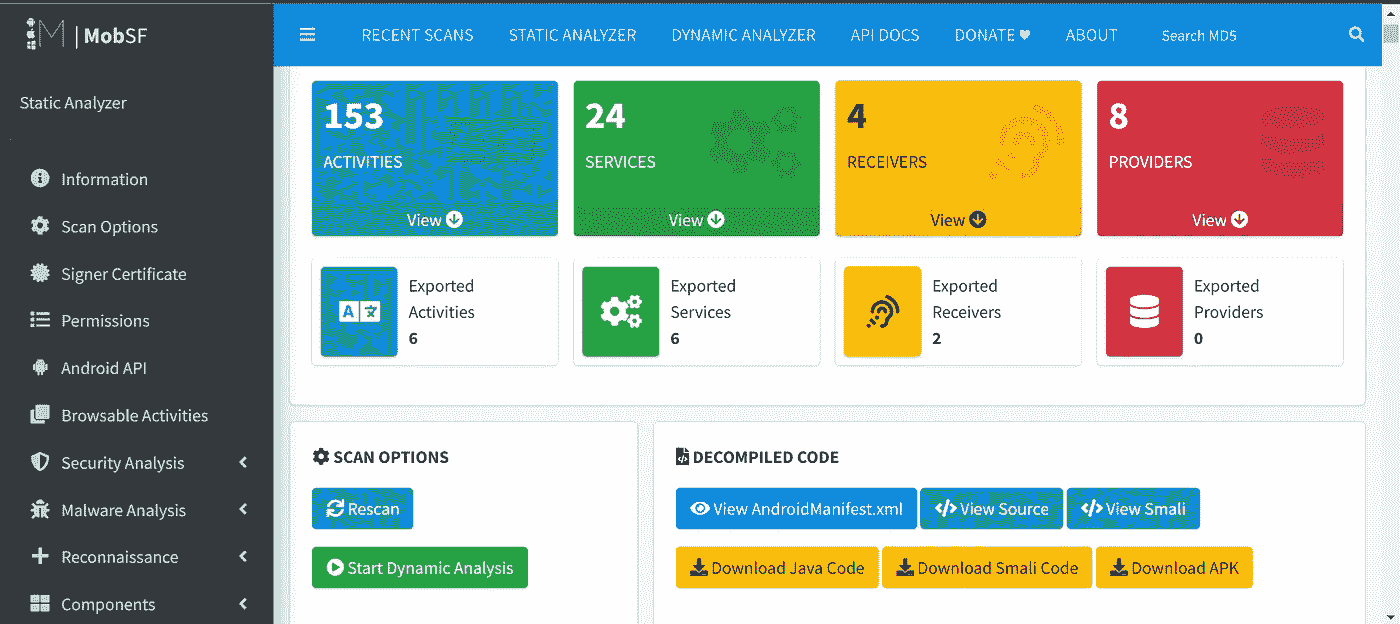 | MobSF
RECENT SCANS STATIC ANALYZER DYNAMIC ANALYZER API DOCS DONATE ♥ ABOUT Search MD5
Static Analyzer
Information
Scan Options
Signer Certificate
Permissions
Android API
Browsable Activities
Security Analysis
Malware Analysis
Reconnaissance
Components
153
ACTIVITIES
View
24
SERVICES
View
4
RECEIVERS
View
8
PROVIDERS
View
Exported
Activities
6
Exported
Services
6
Exported
Receivers
2
Exported
Providers
0
SCAN OPTIONS
Rescan
Start Dynamic Analysis
DECOMPILED CODE
View AndroidManifest.xml View Source View Smali
Download Java Code Download Smali Code Download APK